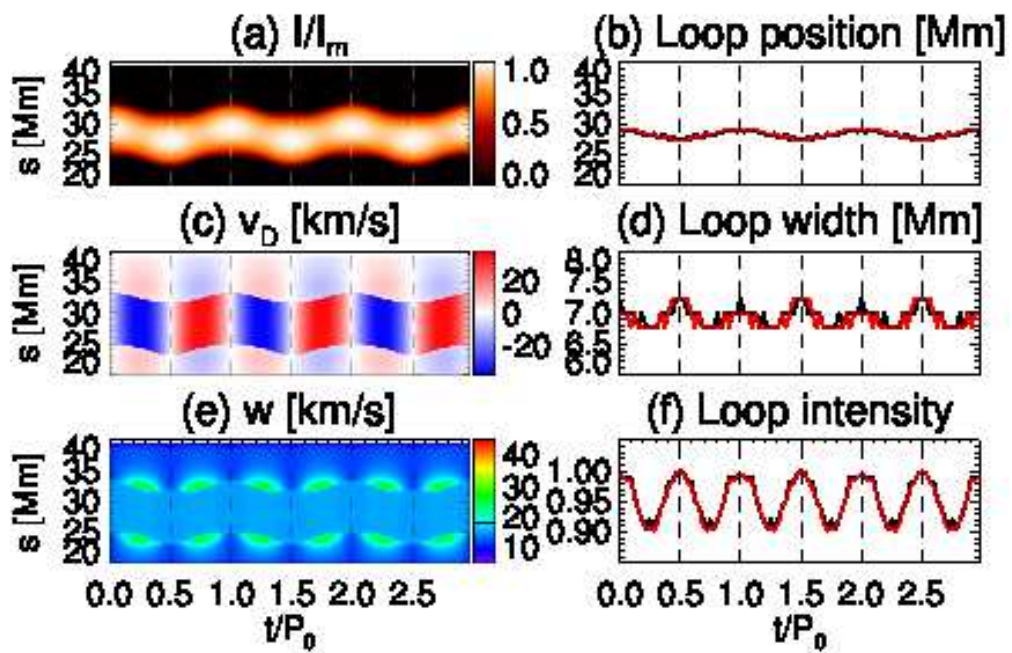 (a) I/Im
(b) Loop position [Mm]
s [Mm]
40
35
30
25
20
1.0
0.5
0.0
40
35
30
25
20
(c) vD [km/s]
(d) Loop width [Mm]
s [Mm]
40
35
30
25
20
20
0
-20
8.0
7.5
7.0
6.5
6.0
(e) w [km/s]
(f) Loop intensity
s [Mm]
40
35
30
25
20
40
30
20
10
1.00
0.95
0.90
0.0 0.5 1.0 1.5 2.0 2.5
0.0 0.5 1.0 1.5 2.0 2.5
t/P0
t/P0